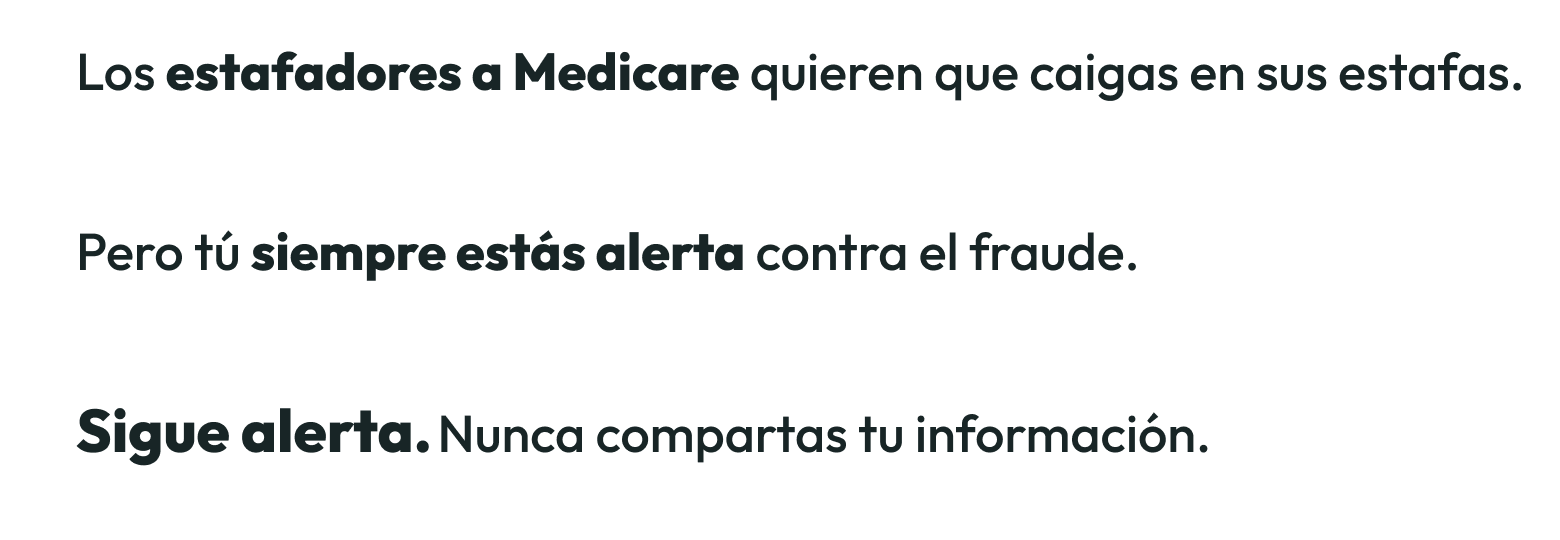 Los estafadores a Medicare quieren que caigas en sus estafas.
Pero tú siempre estás alerta contra el fraude.
Sigue alerta. Nunca compartas tu información.